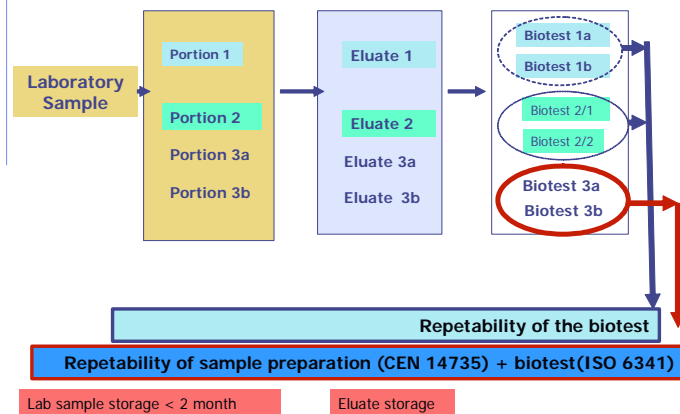 Laboratory
Sample
Portion 1
Portion 2
Portion 3a
Portion 3b
Eluate 1
Eluate 2
Eluate 3a
Eluate 3b
Biotest 1a
Biotest 1b
Biotest 2/1
Biotest 2/2
Biotest 3a
Biotest 3b
Repetability of the biotest
Repetability of sample preparation (CEN 14735) + biotest(ISO 6341)
Lab sample storage < 2 month
Eluate storage